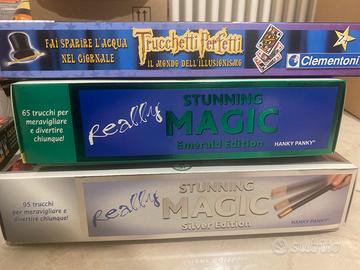 FAI SPARIRE L'ACQUA
NEL GIORNALE
Trucchetti Perfetti
IL MONDO DELL'ILLUSIONISMO
Clementoni
65 trucchi per
meravigliare e
divertire
chiunque!
Really
STUNNING
MAGIC
Emerald Edition
HANKY PANKY
95 trucchi per
meravigliare e
divertire chiunque!
Really
STUNNING
MAGIC
Silver Edition
HANKY PANKY
Subito